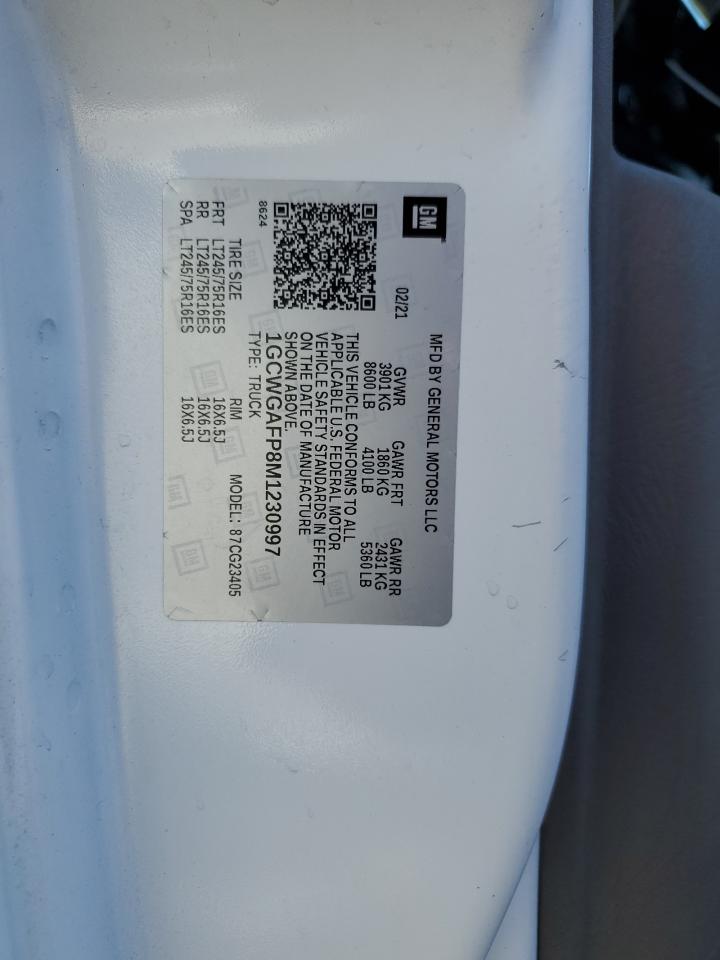 GM
MFD BY GENERAL MOTORS LLC
02/21
GVWR GAWR FRT GAWR RR
3901 KG 1860 KG 2431 KG
8600 LB 4100 LB 5360 LB
THIS VEHICLE CONFORMS TO ALL
APPLICABLE U.S. FEDERAL MOTOR
VEHICLE SAFETY STANDARDS IN EFFECT
ON THE DATE OF MANUFACTURE
SHOWN ABOVE.
1GCWGAFP8M1230997
8624
TYPE: TRUCK
MODEL: 87CG23405
TIRE SIZE RIM
FRT LT245/75R16ES 16X6.5J
RR LT245/75R16ES 16X6.5J
SPA LT245/75R16ES 16X6.5J